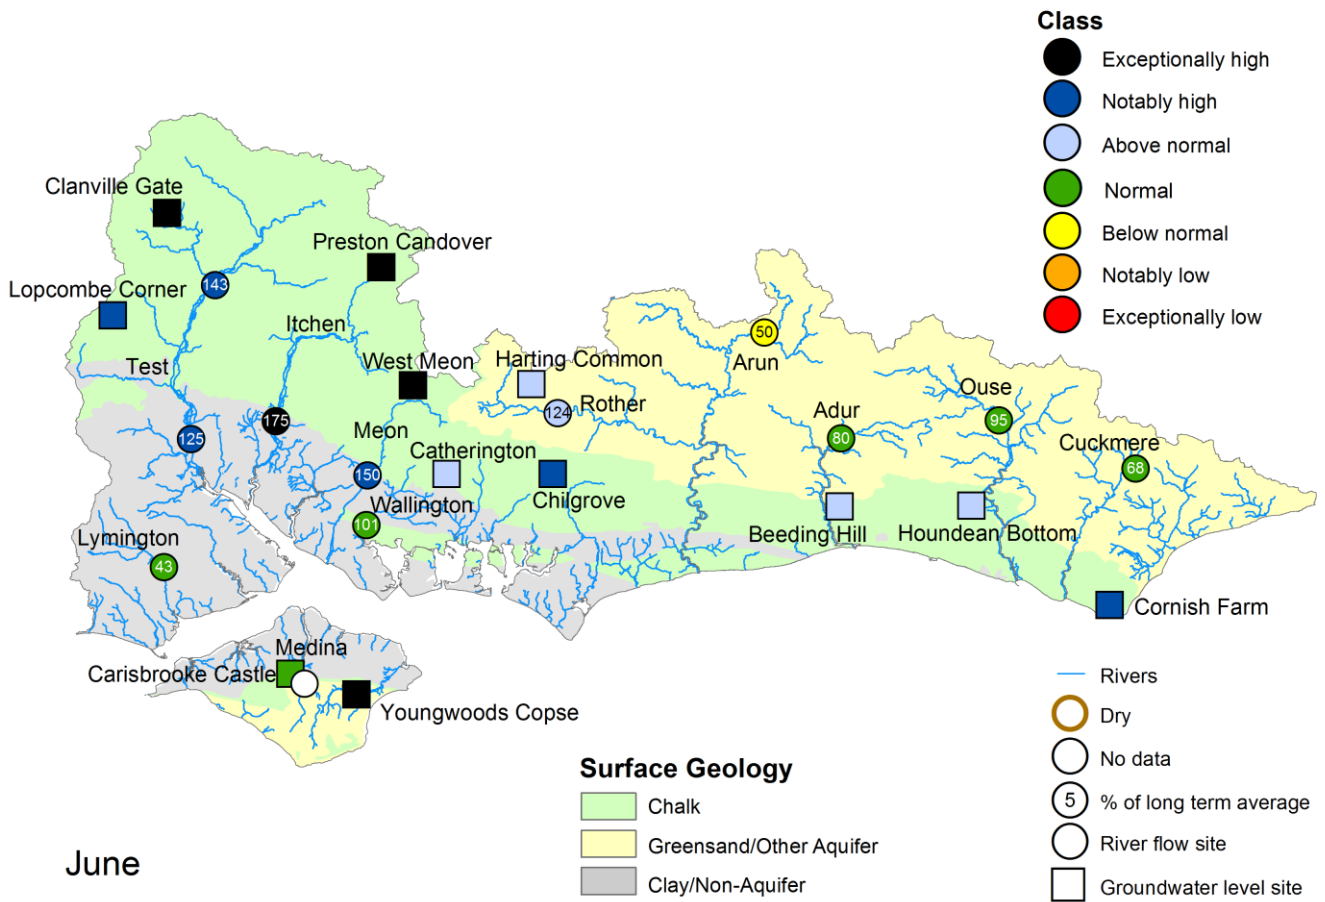 Class
Exceptionally high
Notably high
Above normal
Normal
Below normal
Notably low
Exceptionally low
Clanville Gate
Preston Candover
Lopcombe Corner
143
Itchen
Test
West Meon
Harting Common
50
Arun
Ouse
175
124
Rother
Adur
95
125
Meon
80
Cuckmere
Catherington
68
150
Chilgrove
Wallington
101
Beeding Hill
Houndean Bottom
Lymington
43
Cornish Farm
Medina
Carisbrooke Castle
Youngwoods Copse
Rivers
Dry
No data
5
% of long term average
River flow site
Groundwater level site
Surface Geology
Chalk
Greensand/Other Aquifer
Clay/Non-Aquifer
June